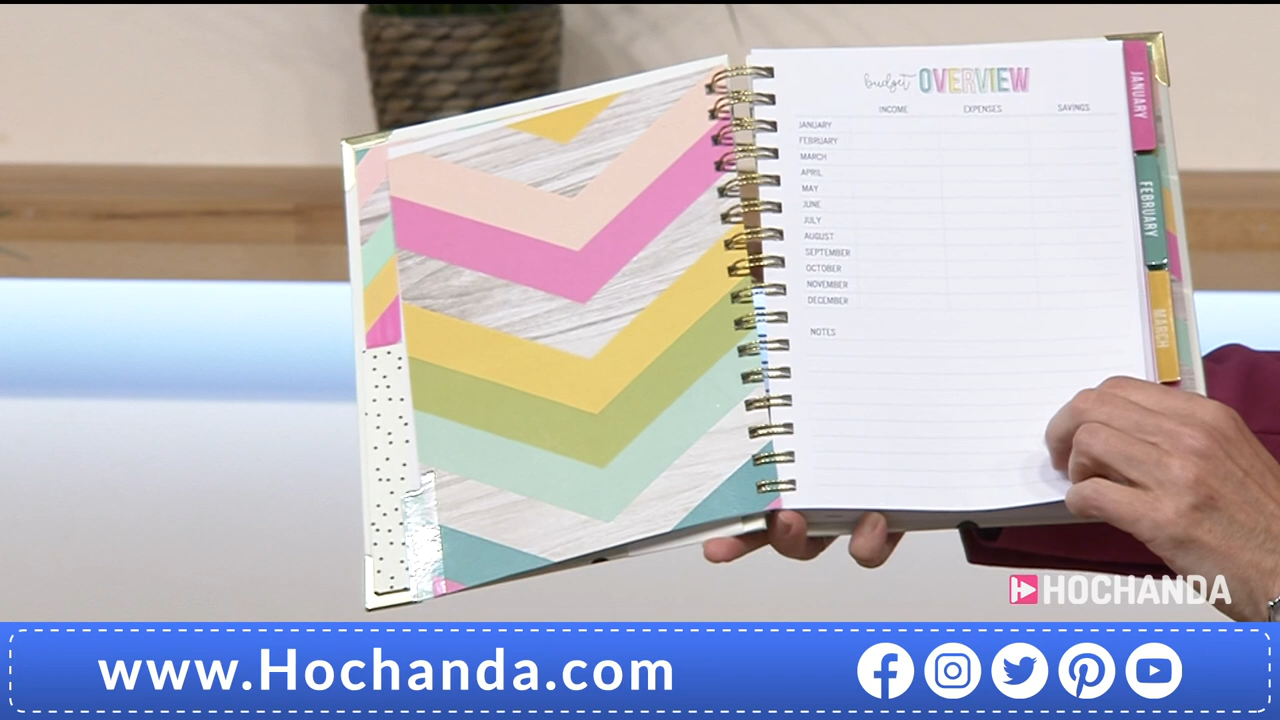 budget OVERVIEW
INCOME EXPENSES SAVINGS
JANUARY
FEBRUARY
MARCH
APRIL
MAY
JUNE
JULY
AUGUST
SEPTEMBER
OCTOBER
NOVEMBER
DECEMBER
NOTES
JANUARY
FEBRUARY
MARCH
HOCHANDA
www.Hochanda.com